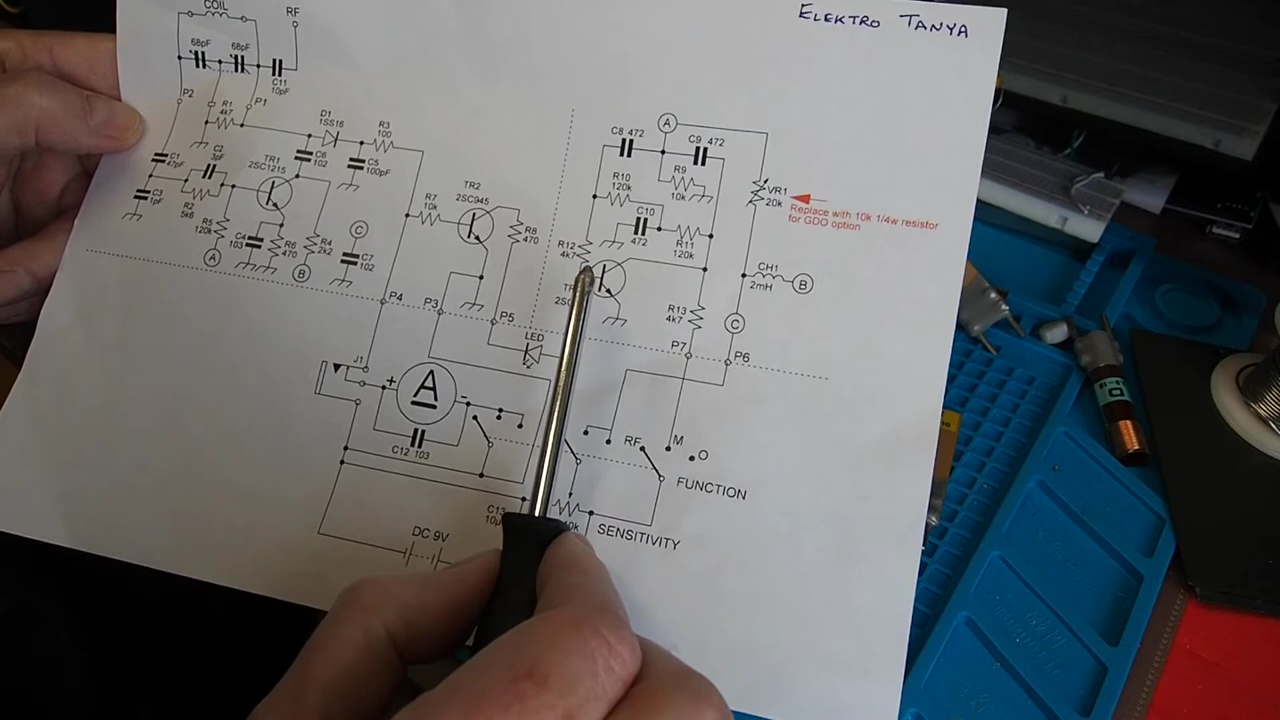 ELEKTRO TANYA
COIL
RF
68pF
68pF
C11
10pF
P2
P1
R1
4k7
D1
1SS16
R3
100
C1
47pF
C2
3pF
TR1
2SC1215
C6
102
C5
100pF
C3
1pF
R2
5k6
R5
120k
C4
103
R6
470
R4
2k2
C
C7
102
A
B
R7
10k
TR2
2SC945
R8
470
P4
P3
P5
LED
J1
+
A
-
C12 103
DC 9V
A
C8 472
C9 472
R10
120k
R9
10k
C10
472
R11
120k
R12
4k7
R13
4k7
VR1
20k
Replace with 10k 1/4w resistor
for GDO option
CH1
2mH
B
C
P7
P6
RF
M
O
FUNCTION
SENSITIVITY